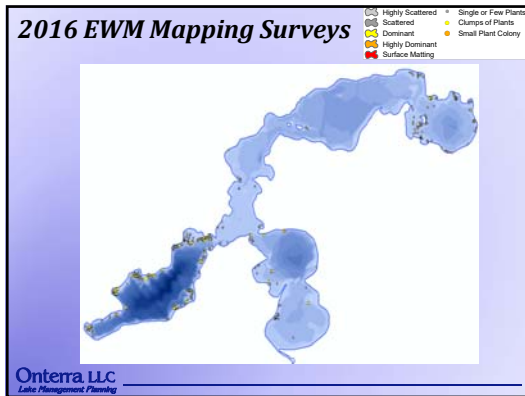 2016 EWM Mapping Surveys
Highly Scattered
Scattered
Dominant
Highly Dominant
Surface Matting
Single or Few Plants
Clumps of Plants
Small Plant Colony
Onterra LLC
Lake Management Planning